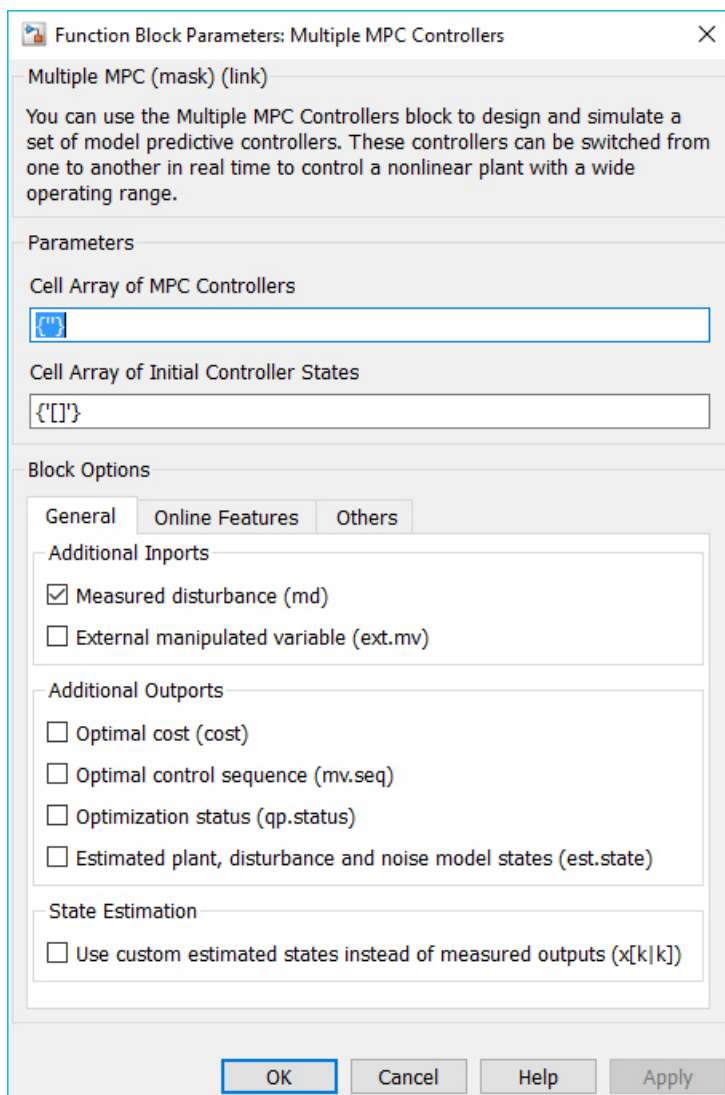 Function Block Parameters: Multiple MPC Controllers
Multiple MPC (mask) (link)
You can use the Multiple MPC Controllers block to design and simulate a
set of model predictive controllers. These controllers can be switched from
one to another in real time to control a nonlinear plant with a wide
operating range.
Parameters
Cell Array of MPC Controllers
{''}
Cell Array of Initial Controller States
{'[]'}
Block Options
General Online Features Others
Additional Inports
Measured disturbance (md)
External manipulated variable (ext.mv)
Additional Outports
Optimal cost (cost)
Optimal control sequence (mv.seq)
Optimization status (qp.status)
Estimated plant, disturbance and noise model states (est.state)
State Estimation
Use custom estimated states instead of measured outputs (x[k|k])
OK Cancel Help Apply